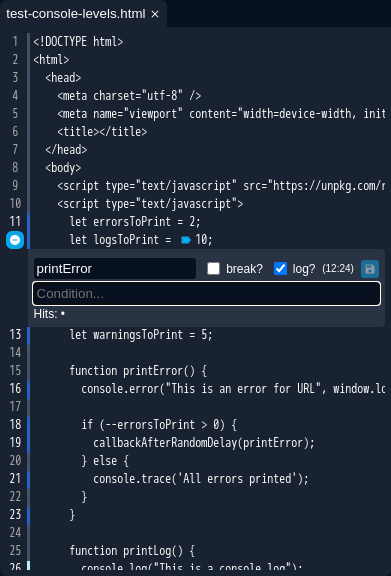 test-console-levels.html ×
1 <!DOCTYPE html>
2 <html>
3 <head>
4 <meta charset="utf-8" />
5 <meta name="viewport" content="width=device-width, init
6 <title></title>
7 </head>
8 <body>
9 <script type="text/javascript" src="https://unpkg.com/r
10 <script type="text/javascript">
11 let errorsToPrint = 2;
let logsToPrint = 10;
printError break? log? (12:24)
Condition...
Hits: •
13 let warningsToPrint = 5;
14
15 function printError() {
16 console.error("This is an error for URL", window.lo
17
18 if (--errorsToPrint > 0) {
19 callbackAfterRandomDelay(printError);
20 } else {
21 console.trace('All errors printed');
22 }
23 }
24
25 function printLog() {
26 console.log("This is a console log");